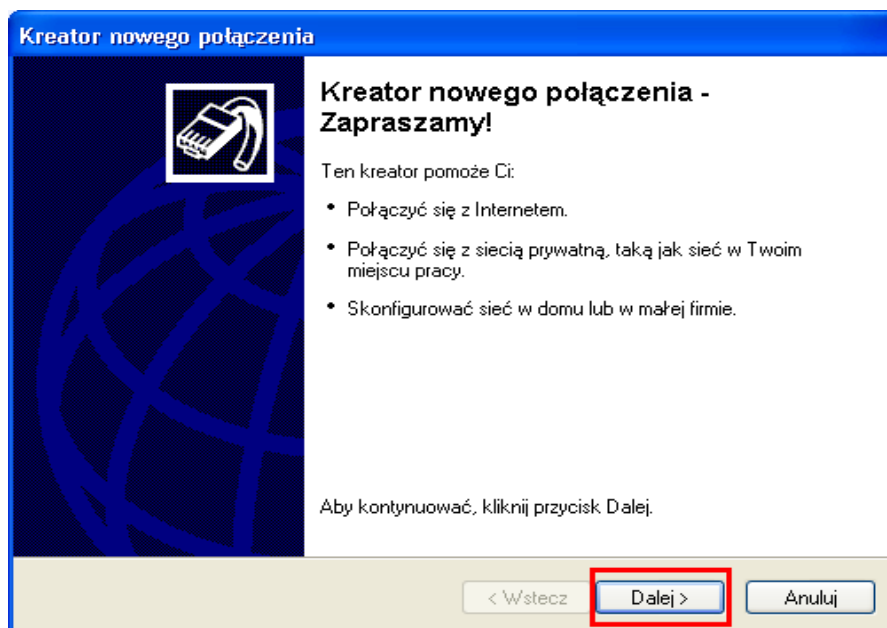 Kreator nowego połączenia
Kreator nowego połączenia -
Zapraszamy!
Ten kreator pomoże Ci:
• Połączyć się z Internetem.
• Połączyć się z siecią prywatną, taką jak sieć w Twoim
miejscu pracy.
• Skonfigurować sieć w domu lub w małej firmie.
Aby kontynuować, kliknij przycisk Dalej.
< Wstecz
Dalej >
Anuluj